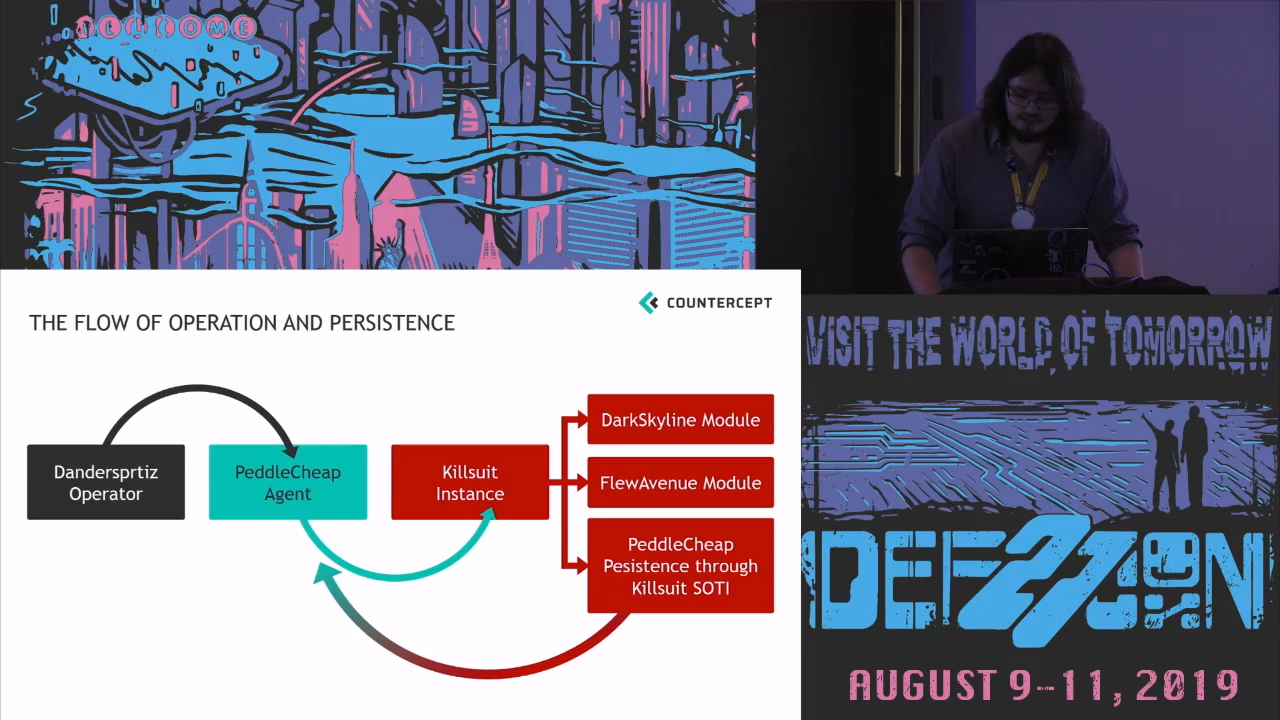 WELCOME
COUNTERCEPT
THE FLOW OF OPERATION AND PERSISTENCE
Dandersprtiz
Operator
PeddleCheap
Agent
Killsuit
Instance
DarkSkyline Module
FlewAvenue Module
PeddleCheap
Pesistence through
Killsuit SOTI
VISIT THE WORLD OF TOMORROW
DEF27CON
AUGUST 9-11, 2019